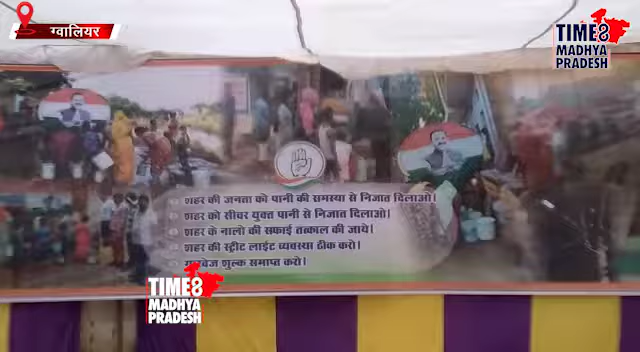 ग्वालियर
TIME8
MADHYA
PRADESH
शहर की जनता को पानी की समस्या से निजात दिलाओ।
शहर को सीवर युक्त पानी से निजात दिलाओ।
शहर के नालो की सफाई तत्काल की जाये।
शहर की स्ट्रीट लाईट व्यवस्था ठीक करो।
गारवेज शुल्क समाप्त करो।
TIME8
MADHYA
PRADESH